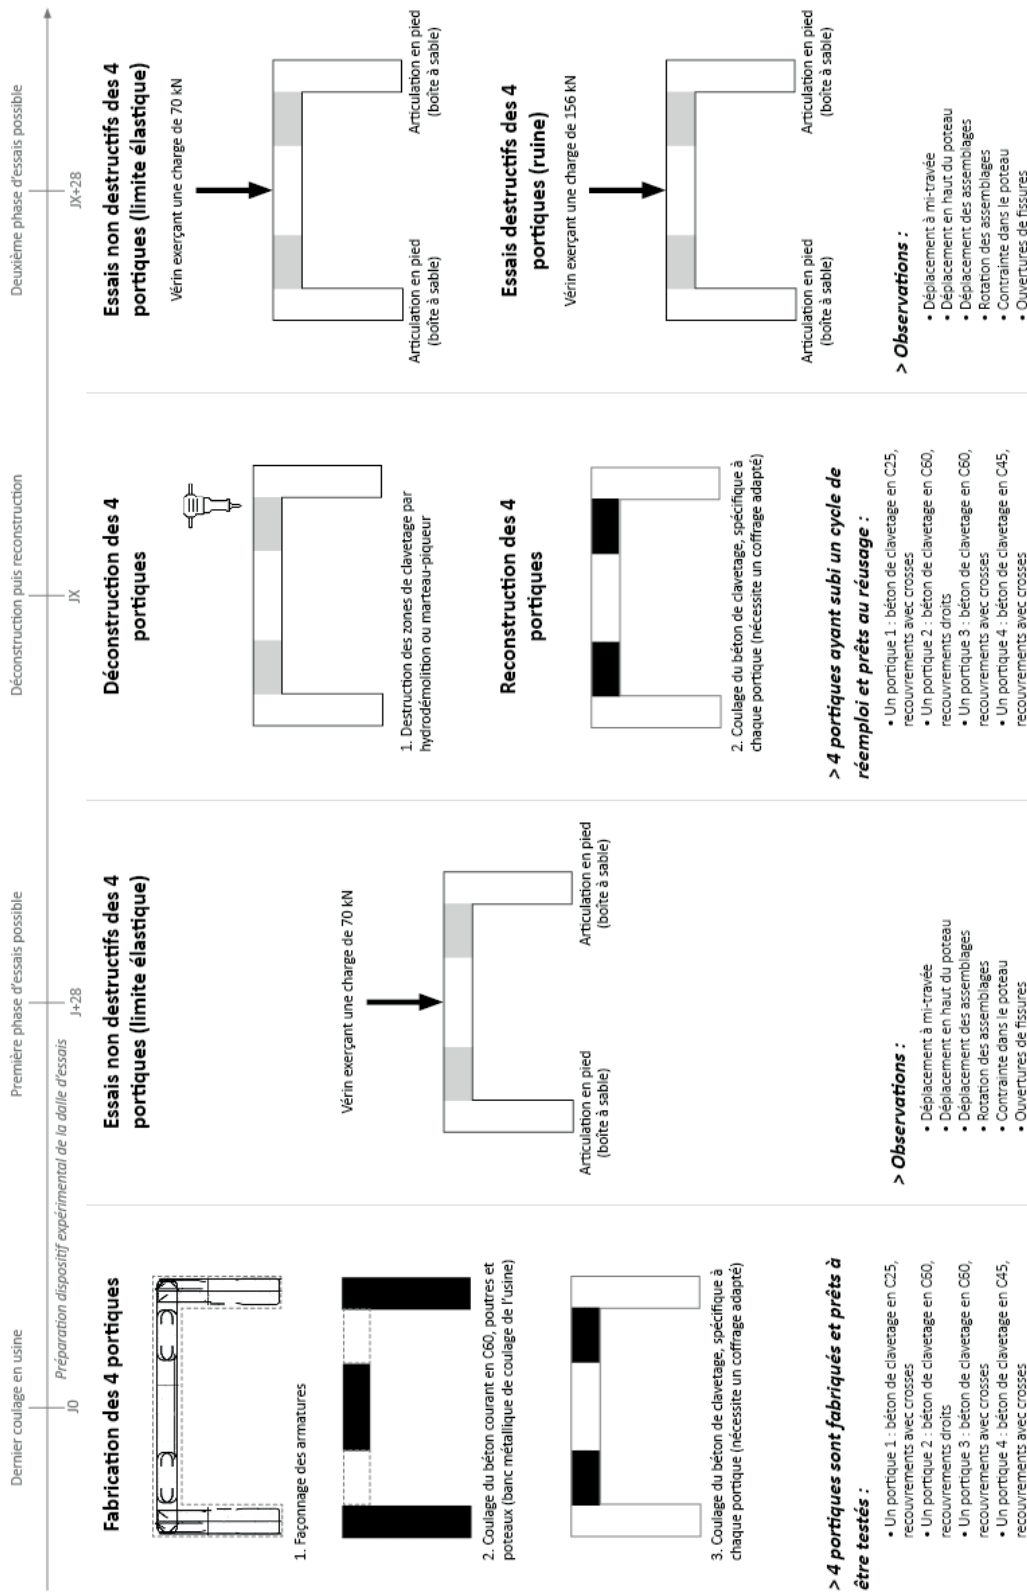 Dernier coulage en usine
Première phase d'essais possible
Déconstruction puis reconstruction
Deuxième phase d'essais possible
J0
Préparation dispositif expérimental de la dalle d'essais
J+28
JX
JX+28
Fabrication des 4 portiques
1. Façonnage des armatures
2. Coulage du béton courant en C60, poutres et
poteaux (banc métallique de coulage de l'usine)
3. Coulage du béton de clavetage, spécifique à
chaque portique (nécessite un coffrage adapté)
> 4 portiques sont fabriqués et prêts à
être testés :
• Un portique 1 : béton de clavetage en C25,
recouvrements avec crosses
• Un portique 2 : béton de clavetage en C60,
recouvrements droits
• Un portique 3 : béton de clavetage en C60,
recouvrements avec crosses
• Un portique 4 : béton de clavetage en C45,
recouvrements avec crosses
Essais non destructifs des 4
portiques (limite élastique)
Vérin exerçant une charge de 70 kN
Articulation en pied
(boîte à sable)
Articulation en pied
(boîte à sable)
> Observations :
• Déplacement à mi-travée
• Déplacement en haut du poteau
• Déplacement des assemblages
• Rotation des assemblages
• Contrainte dans le poteau
• Ouvertures de fissures
Déconstruction des 4
portiques
1. Destruction des zones de clavetage par
hydrodémolition ou marteau-piqueur
Reconstruction des 4
portiques
2. Coulage du béton de clavetage, spécifique à
chaque portique (nécessite un coffrage adapté)
> 4 portiques ayant subi un cycle de
réemploi et prêts au réusage :
• Un portique 1 : béton de clavetage en C25,
recouvrements avec crosses
• Un portique 2 : béton de clavetage en C60,
recouvrements droits
• Un portique 3 : béton de clavetage en C60,
recouvrements avec crosses
• Un portique 4 : béton de clavetage en C45,
recouvrements avec crosses
Essais non destructifs des 4
portiques (limite élastique)
Vérin exerçant une charge de 70 kN
Articulation en pied
(boîte à sable)
Articulation en pied
(boîte à sable)
Essais destructifs des 4
portiques (ruine)
Vérin exerçant une charge de 156 kN
Articulation en pied
(boîte à sable)
Articulation en pied
(boîte à sable)
> Observations :
• Déplacement à mi-travée
• Déplacement en haut du poteau
• Déplacement des assemblages
• Rotation des assemblages
• Contrainte dans le poteau
• Ouvertures de fissures